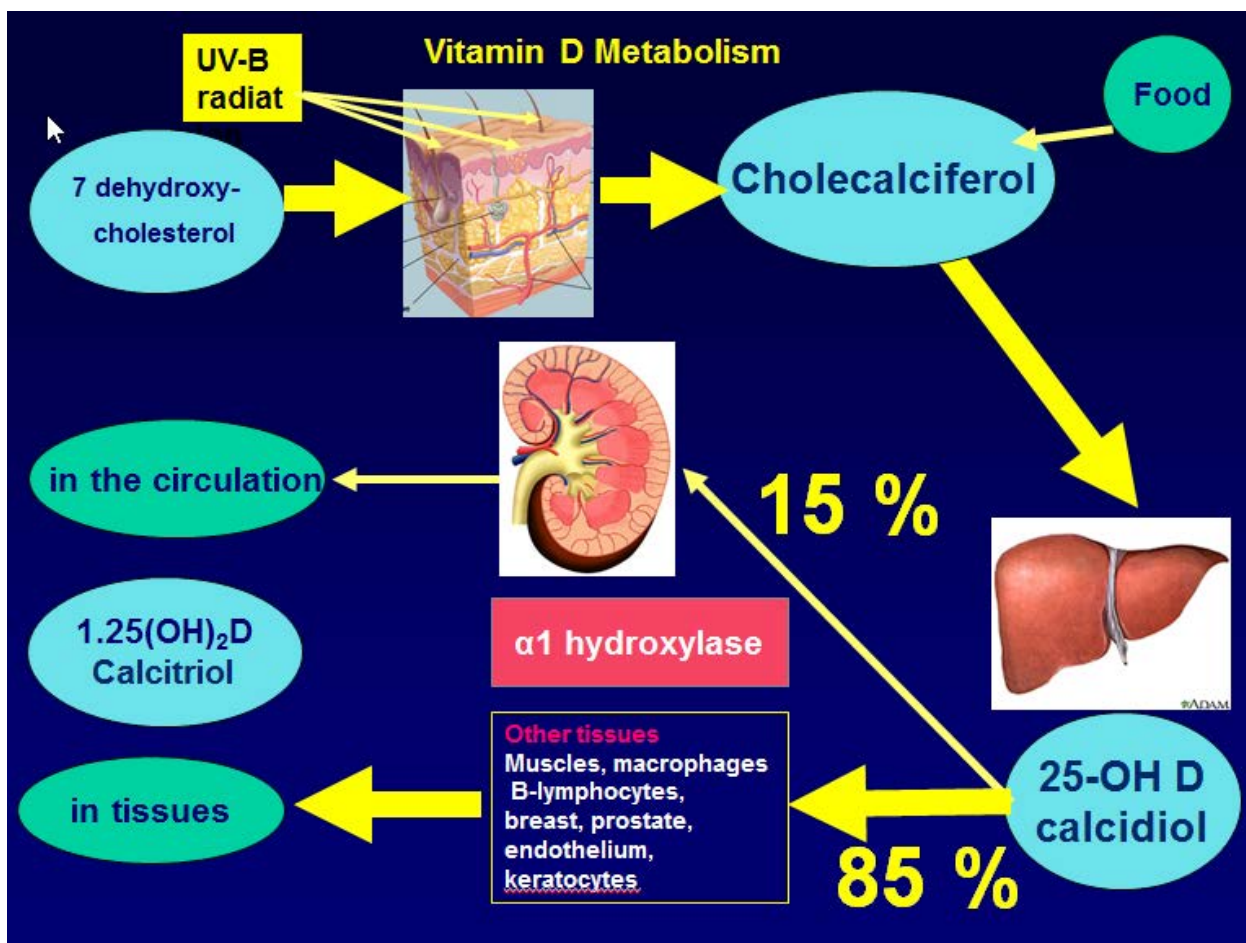 Vitamin D Metabolism
UV-B
radiat
Food
7 dehydroxy-
cholesterol
Cholecalciferol
in the circulation
15 %
1.25(OH)₂D
Calcitriol
α1 hydroxylase
ADAM
Other tissues
Muscles, macrophages
B-lymphocytes,
breast, prostate,
endothelium,
keratocytes
in tissues
25-OH D
calcidiol
85 %